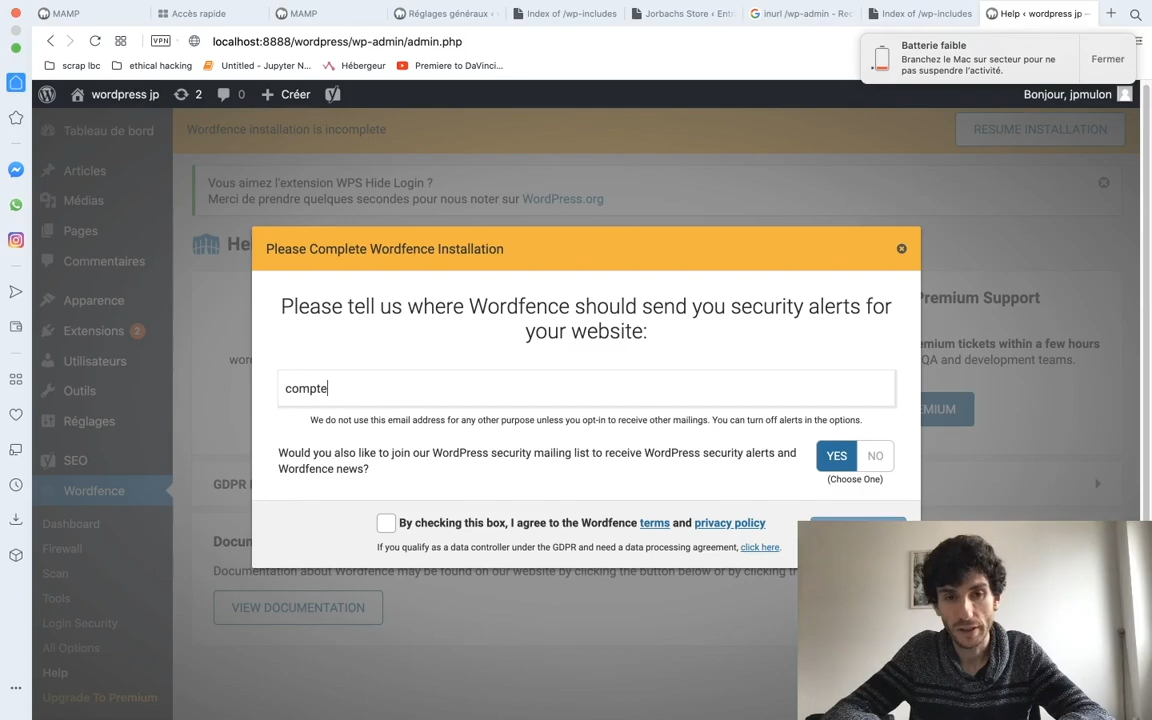 MAMP
Accès rapide
MAMP
Réglages généraux ‹
Index of /wp-includes
Jorbachs Store ‹ Ent
inurl /wp-admin - Rec
Index of /wp-includes
Help ‹ wordpress jp —
VPN
localhost:8888/wordpress/wp-admin/admin.php
Batterie faible
Branchez le Mac sur secteur pour ne
pas suspendre l'activité.
Fermer
scrap lbc
ethical hacking
Untitled - Jupyter N...
Hébergeur
Premiere to DaVinci...
wordpress jp
2
0
Créer
Bonjour, jpmulon
Tableau de bord
Articles
Médias
Pages
Commentaires
Apparence
Extensions 2
Utilisateurs
Outils
Réglages
SEO
Wordfence
Dashboard
Firewall
Scan
Tools
Login Security
All Options
Help
Upgrade To Premium
Wordfence installation is incomplete
RESUME INSTALLATION
Vous aimez l'extension WPS Hide Login ?
Merci de prendre quelques secondes pour nous noter sur WordPress.org
Please Complete Wordfence Installation
Please tell us where Wordfence should send you security alerts for
your website:
compte
We do not use this email address for any other purpose unless you opt-in to receive other mailings. You can turn off alerts in the options.
Would you also like to join our WordPress security mailing list to receive WordPress security alerts and
Wordfence news?
YES
NO
(Choose One)
By checking this box, I agree to the Wordfence terms and privacy policy
If you qualify as a data controller under the GDPR and need a data processing agreement, click here.
Premium Support
within a few hours
QA and development teams.
GDPR
Documentation about Wordfence may be found on our website by clicking the button below or by clicking
VIEW DOCUMENTATION